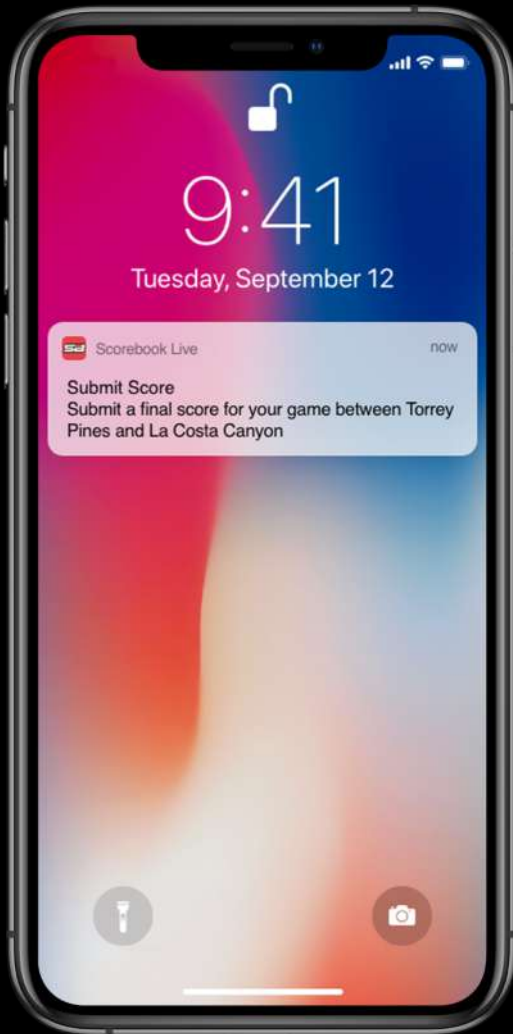 9:41
Tuesday, September 12
Scorebook Live
now
Submit Score
Submit a final score for your game between Torrey
Pines and La Costa Canyon